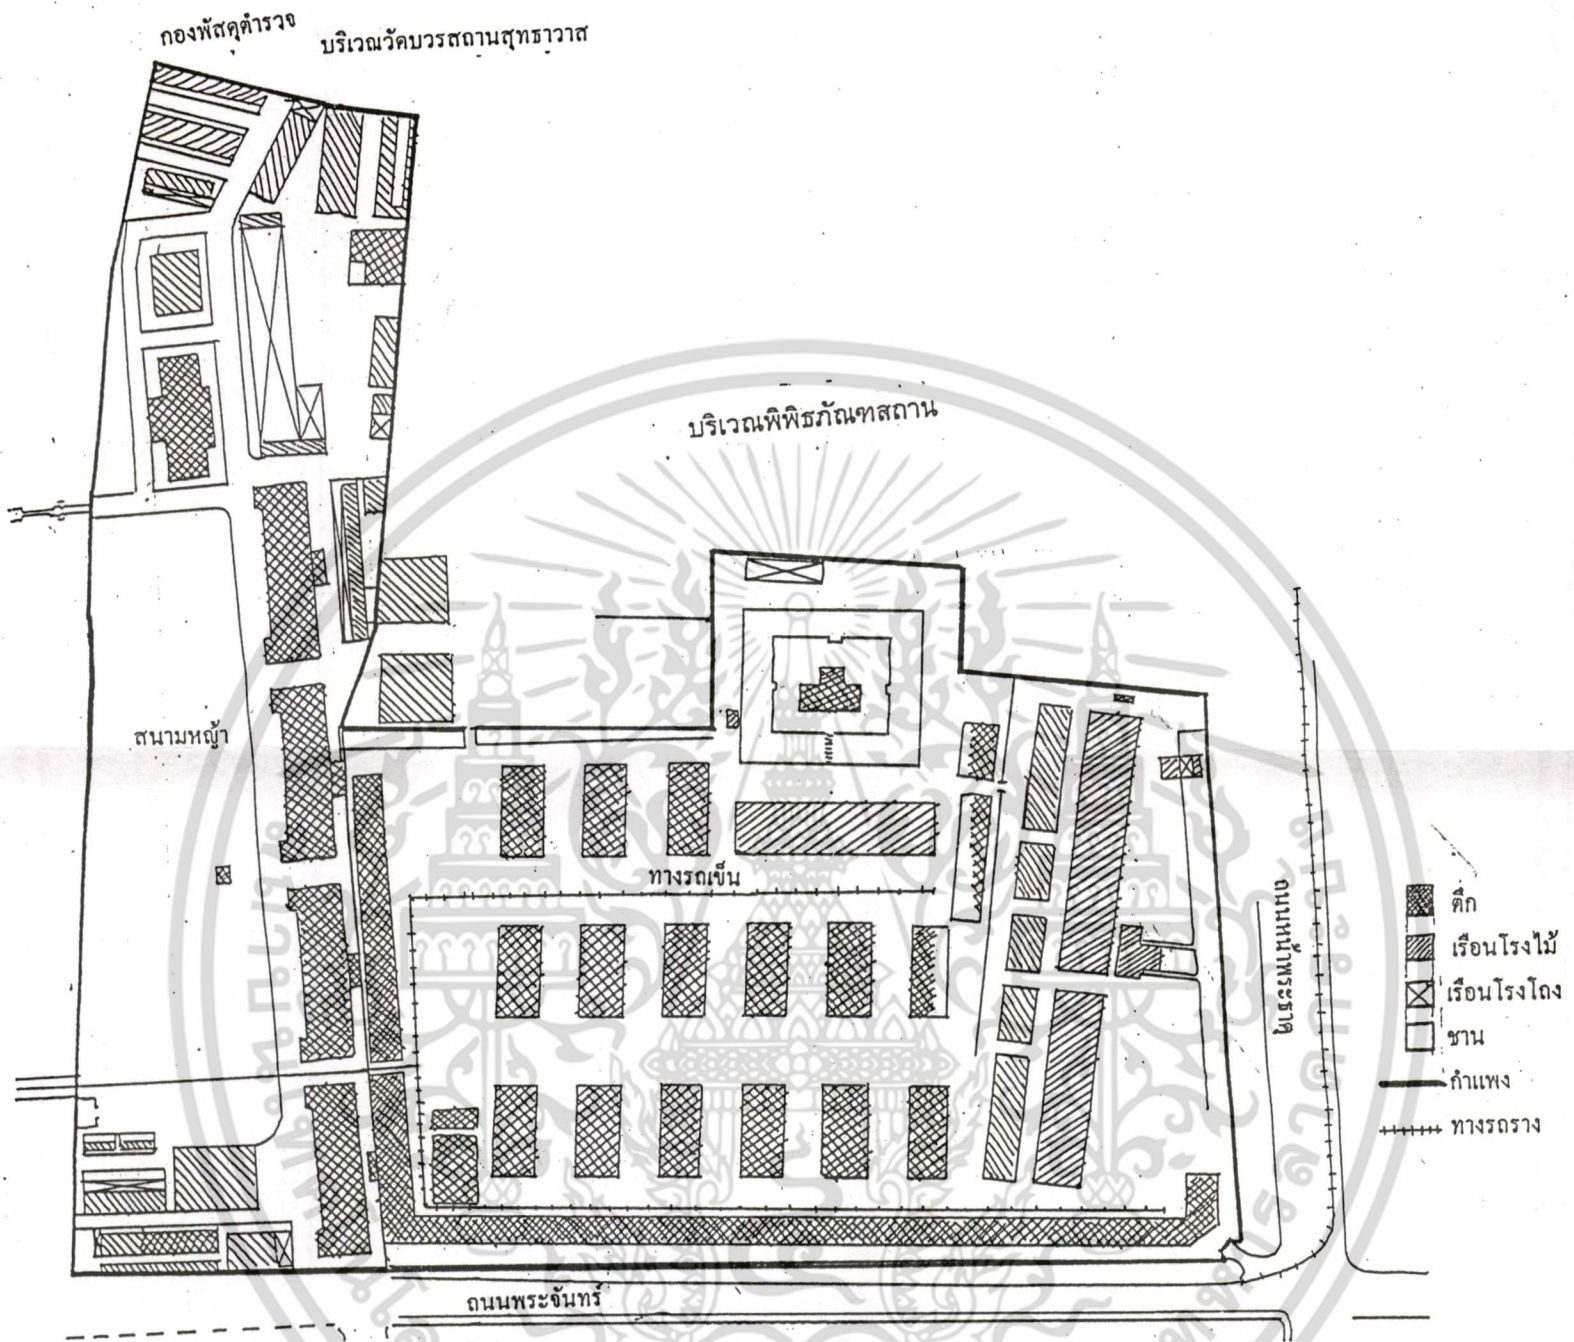 กองพัสดุตำรวจ
บริเวณวัดบวรสถานสุทธาวาส
บริเวณพิพิธภัณฑสถาน
สนามหญ้า
ทางรถเข็น
ถนนหน้าพระธาตุ
ตึก
เรือนโรงไม้
เรือนโรงโถง
ชาน
กำแพง
ทางรถราง
ถนนพระจันทร์